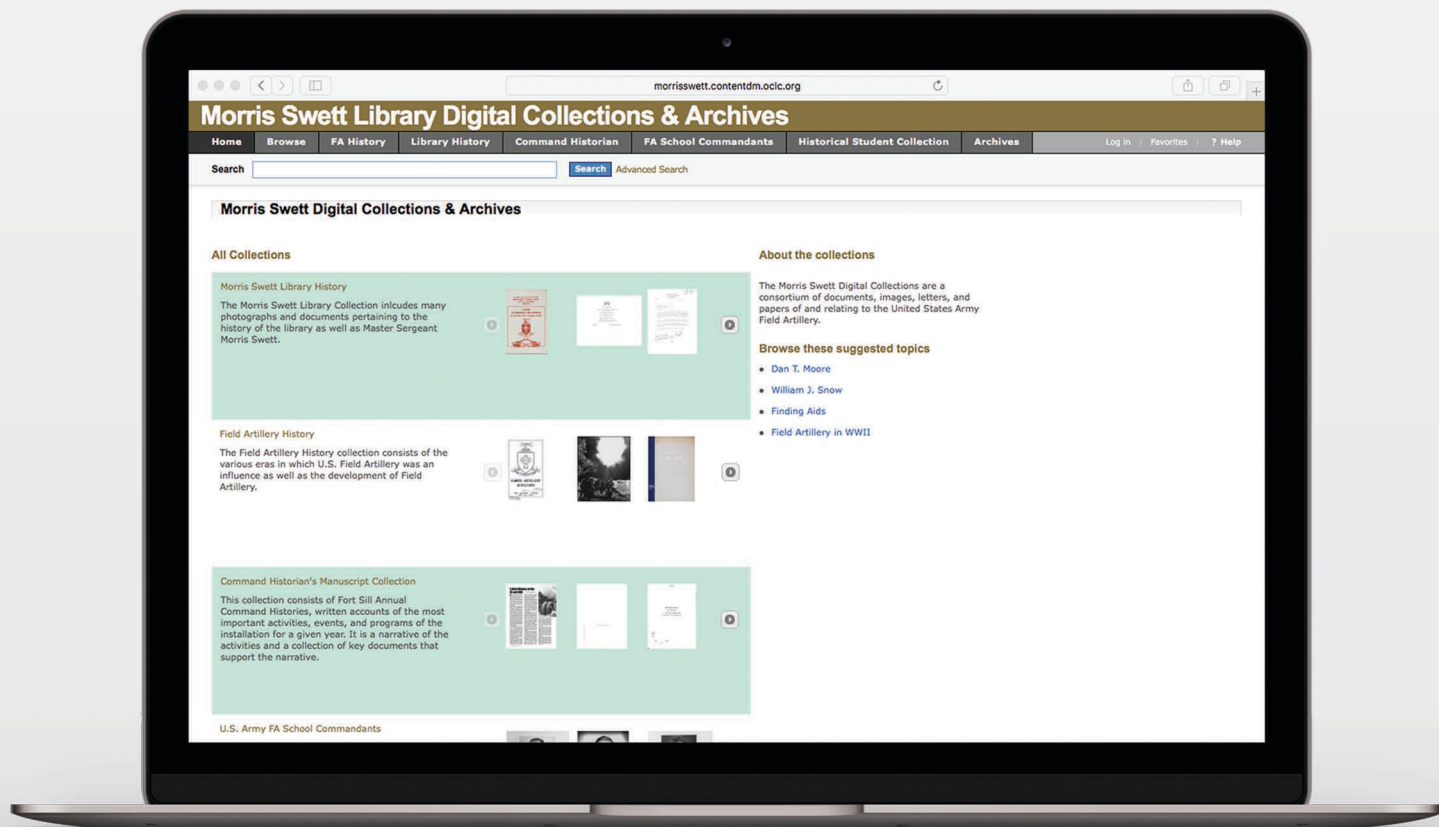 morrisswett.contentdm.oclc.org
Morris Swett Library Digital Collections & Archives
Home Browse FA History Library History Command Historian FA School Commandants Historical Student Collection Archives Log in | Favorites | ? Help
Search Search Advanced Search
Morris Swett Digital Collections & Archives
All Collections
Morris Swett Library History
The Morris Swett Library Collection inlcudes many
photographs and documents pertaining to the
history of the library as well as Master Sergeant
Morris Swett.
Field Artillery History
The Field Artillery History collection consists of the
various eras in which U.S. Field Artillery was an
influence as well as the development of Field
Artillery.
Command Historian's Manuscript Collection
This collection consists of Fort Sill Annual
Command Histories, written accounts of the most
important activities, events, and programs of the
installation for a given year. It is a narrative of the
activities and a collection of key documents that
support the narrative.
U.S. Army FA School Commandants
About the collections
The Morris Swett Digital Collections are a
consortium of documents, images, letters, and
papers of and relating to the United States Army
Field Artillery.
Browse these suggested topics
• Dan T. Moore
• William J. Snow
• Finding Aids
• Field Artillery in WWII